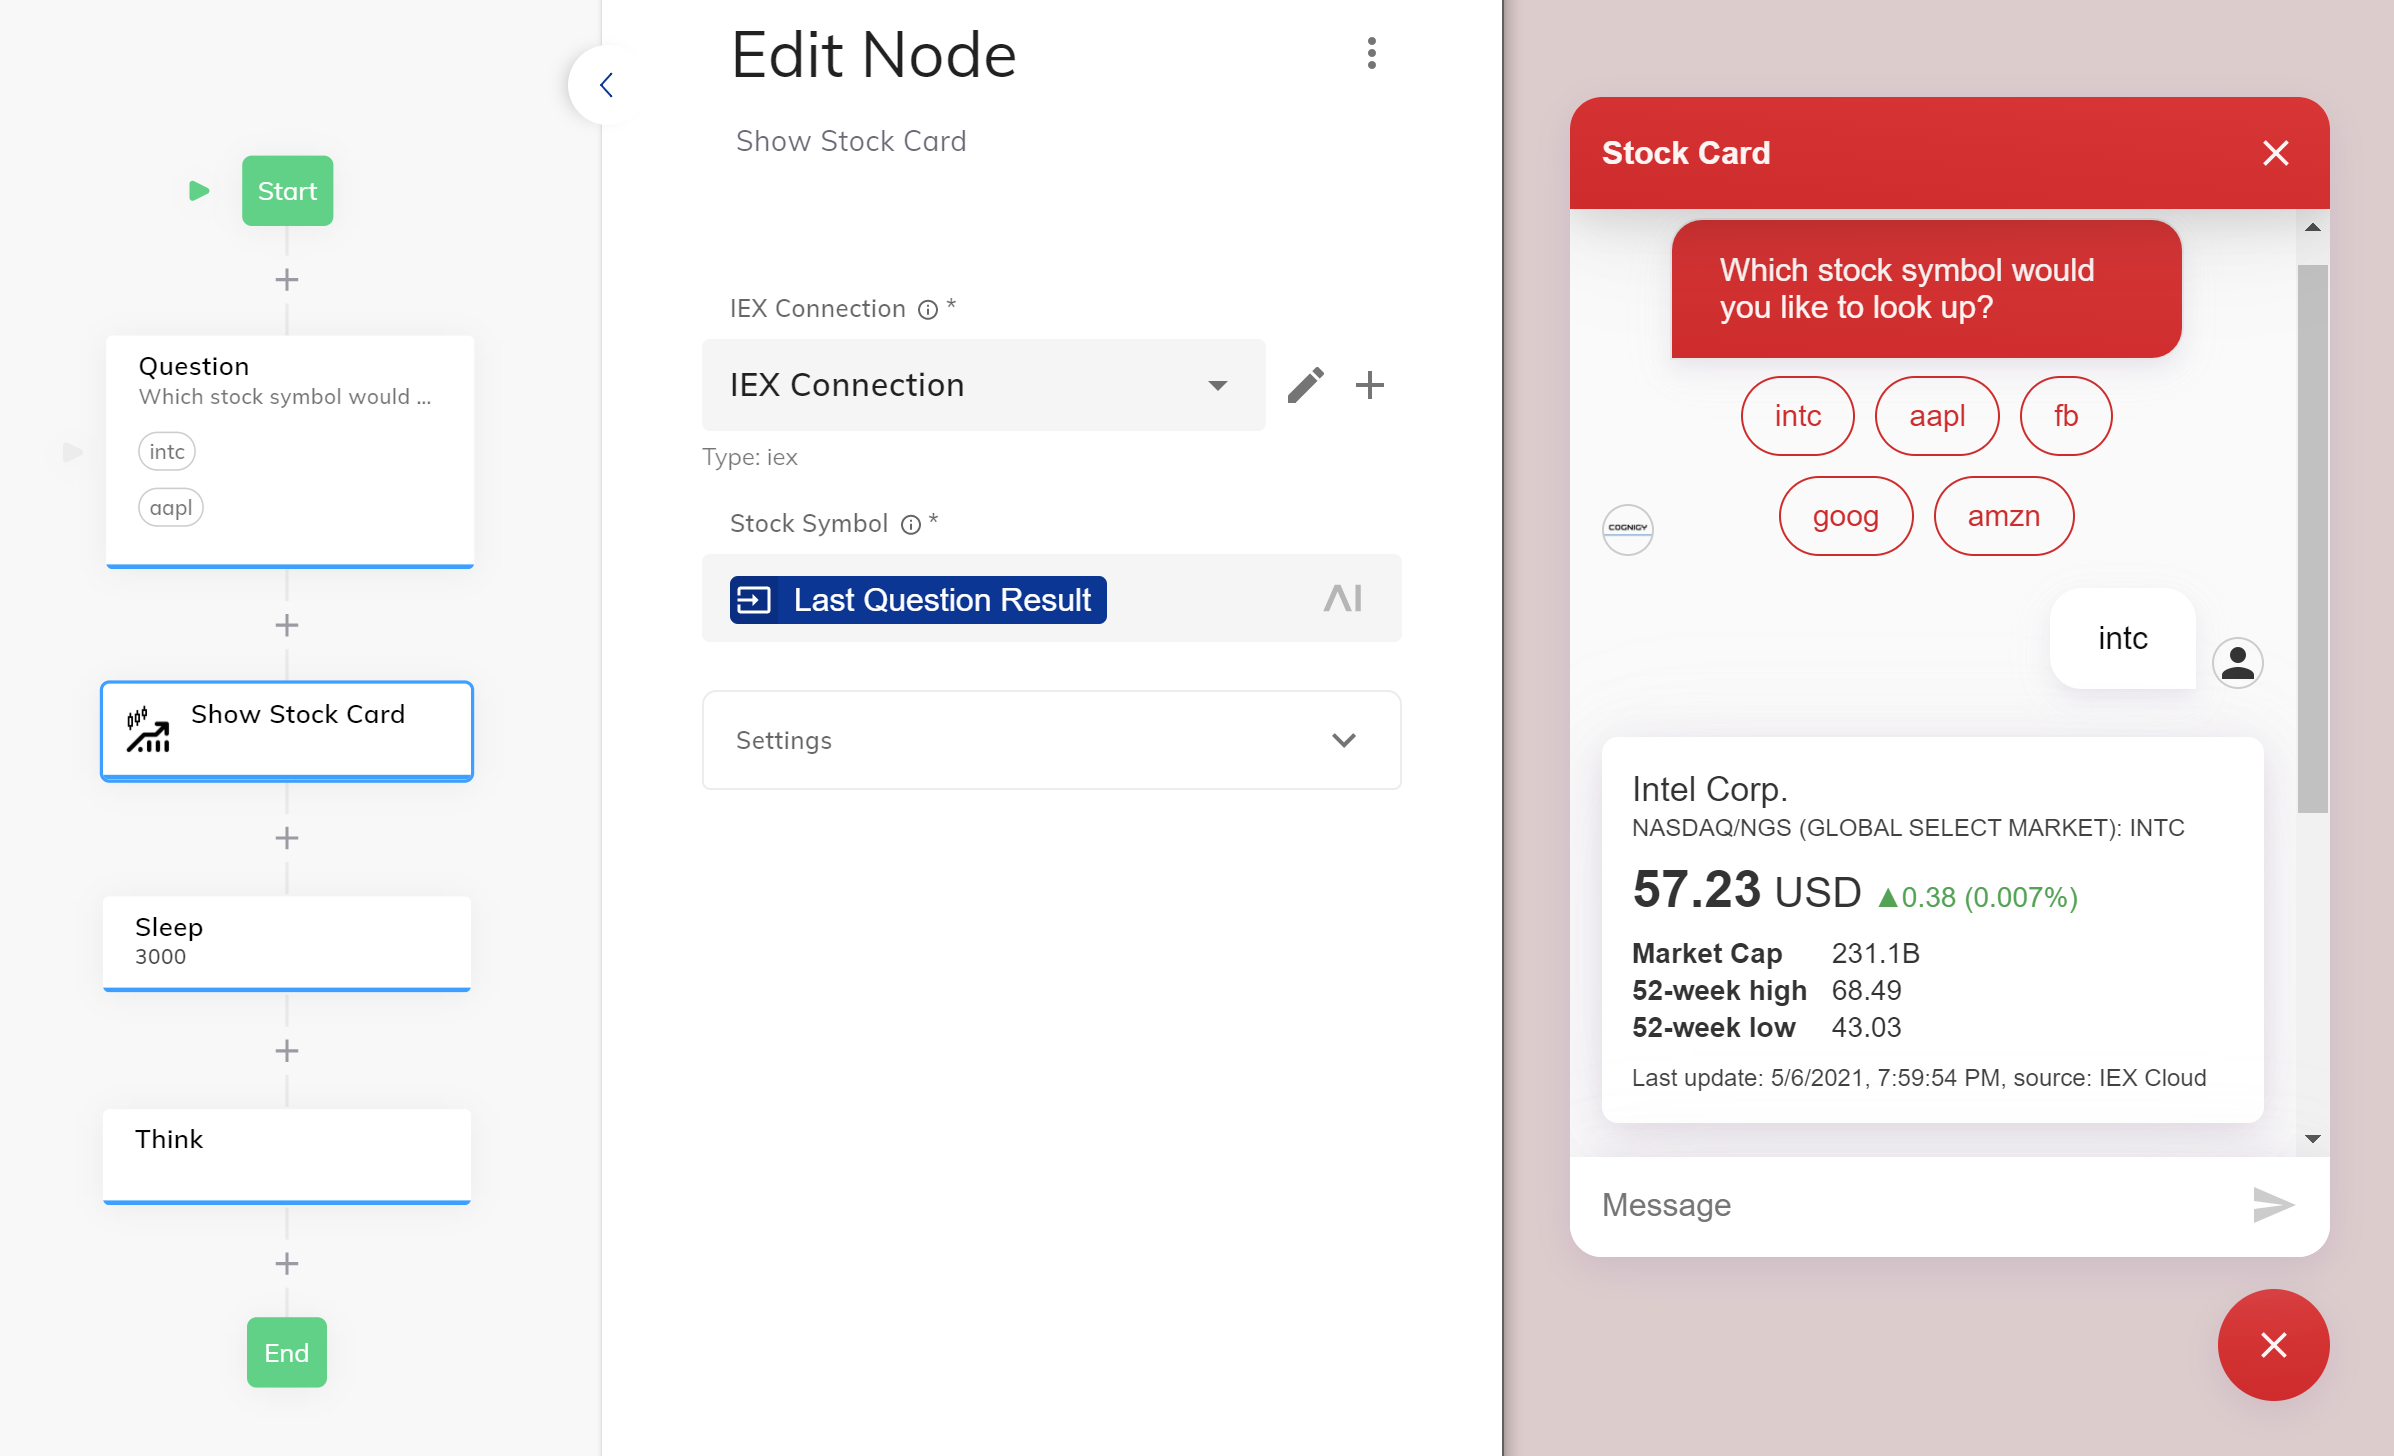 Start
Question
Which stock symbol would ...
intc
aapl
Show Stock Card
Sleep
3000
Think
End
Edit Node
Show Stock Card
IEX Connection *
IEX Connection
Type: iex
Stock Symbol *
Last Question Result
AI
Settings
Stock Card
Which stock symbol would
you like to look up?
intc aapl fb
goog amzn
COGNIGY
intc
Intel Corp.
NASDAQ/NGS (GLOBAL SELECT MARKET): INTC
57.23 USD ▲0.38 (0.007%)
Market Cap 231.1B
52-week high 68.49
52-week low 43.03
Last update: 5/6/2021, 7:59:54 PM, source: IEX Cloud
Message